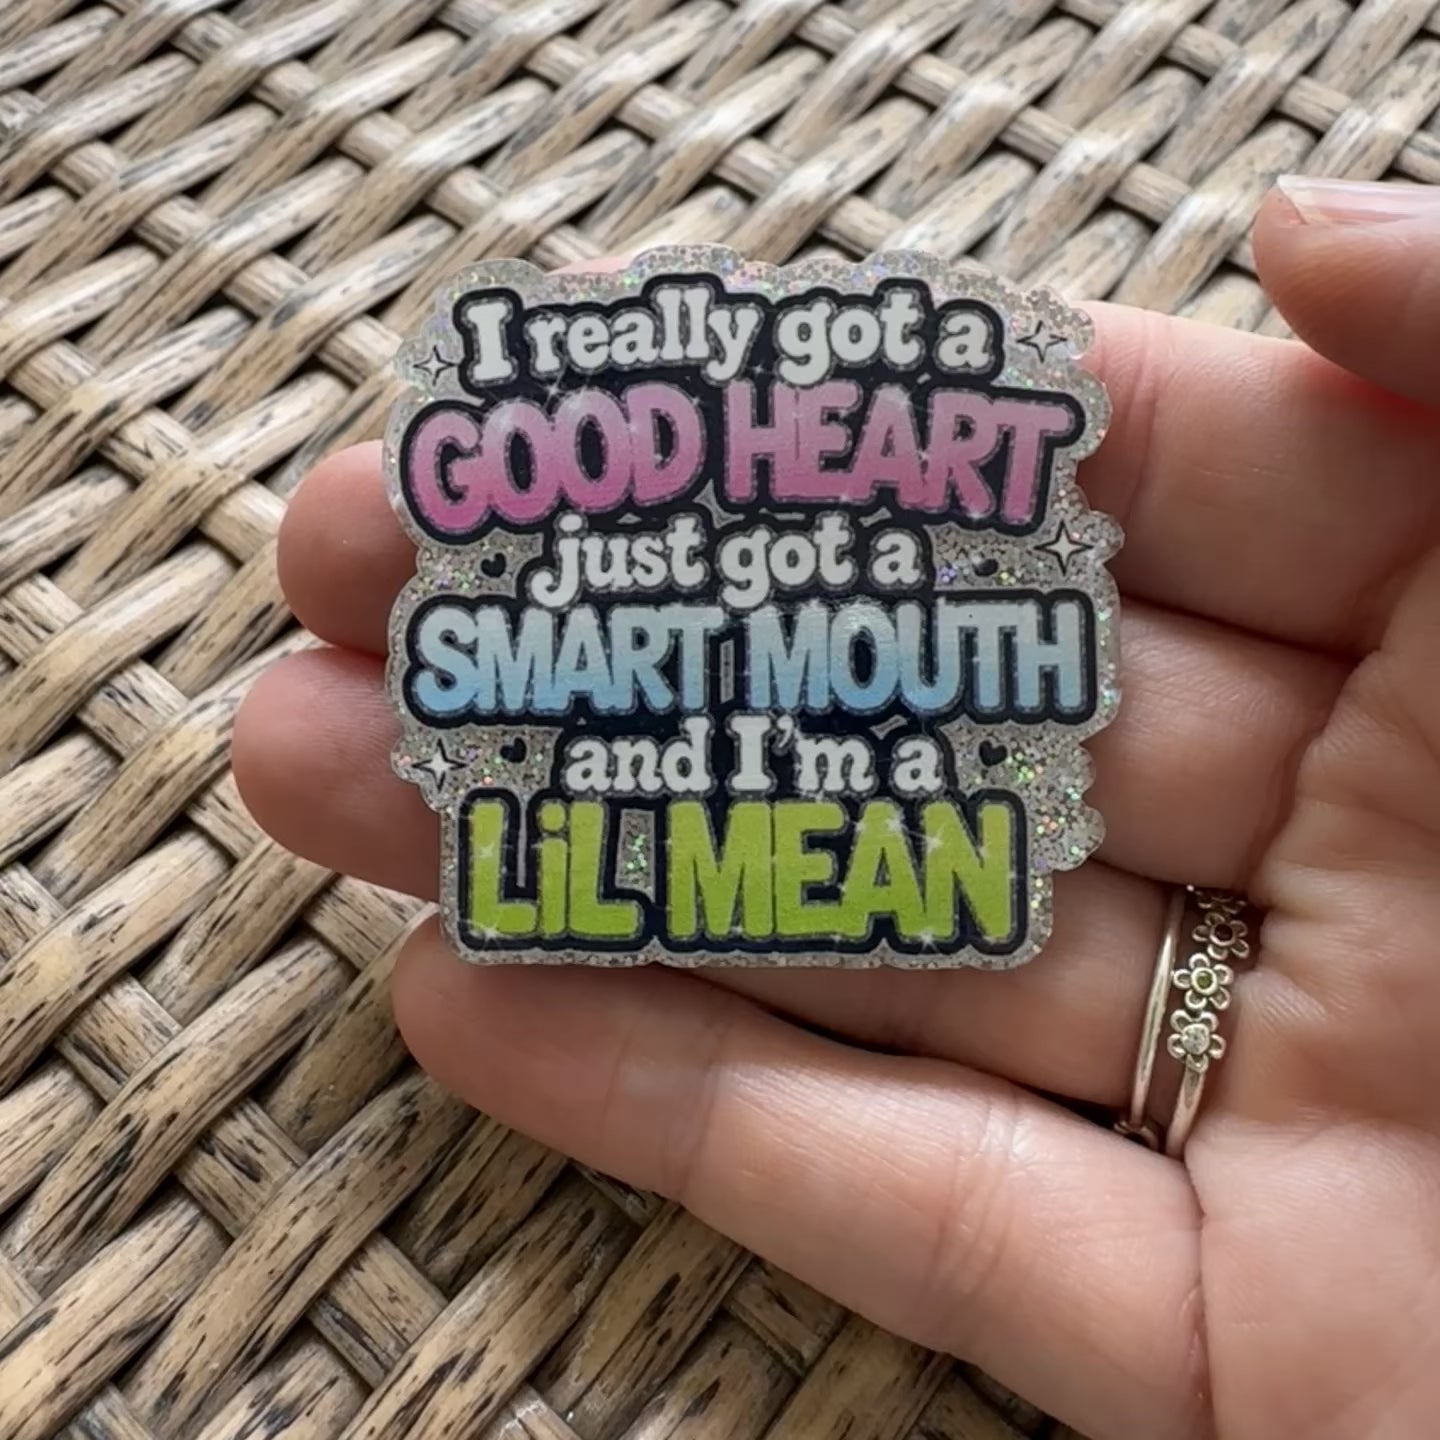 I really got a
GOOD HEART
just got a
SMART MOUTH
and I'm a
LiL MEAN